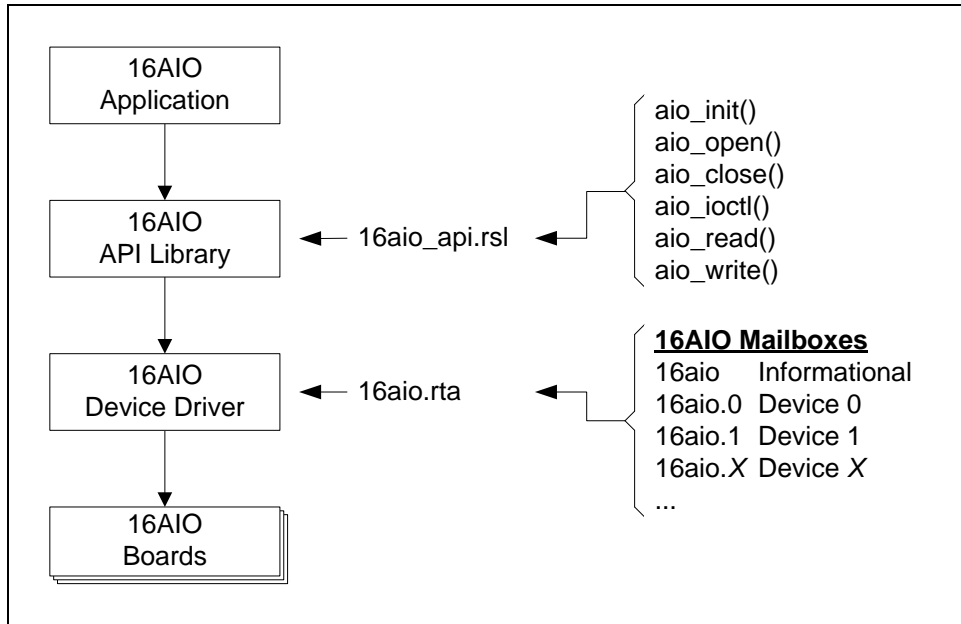 16AIO
Application
16AIO
API Library
16aio_api.rsl
aio_init()
aio_open()
aio_close()
aio_ioctl()
aio_read()
aio_write()
16AIO
Device Driver
16aio.rta
16AIO Mailboxes
16aio Informational
16aio.0 Device 0
16aio.1 Device 1
16aio.X Device X
...
16AIO
Boards